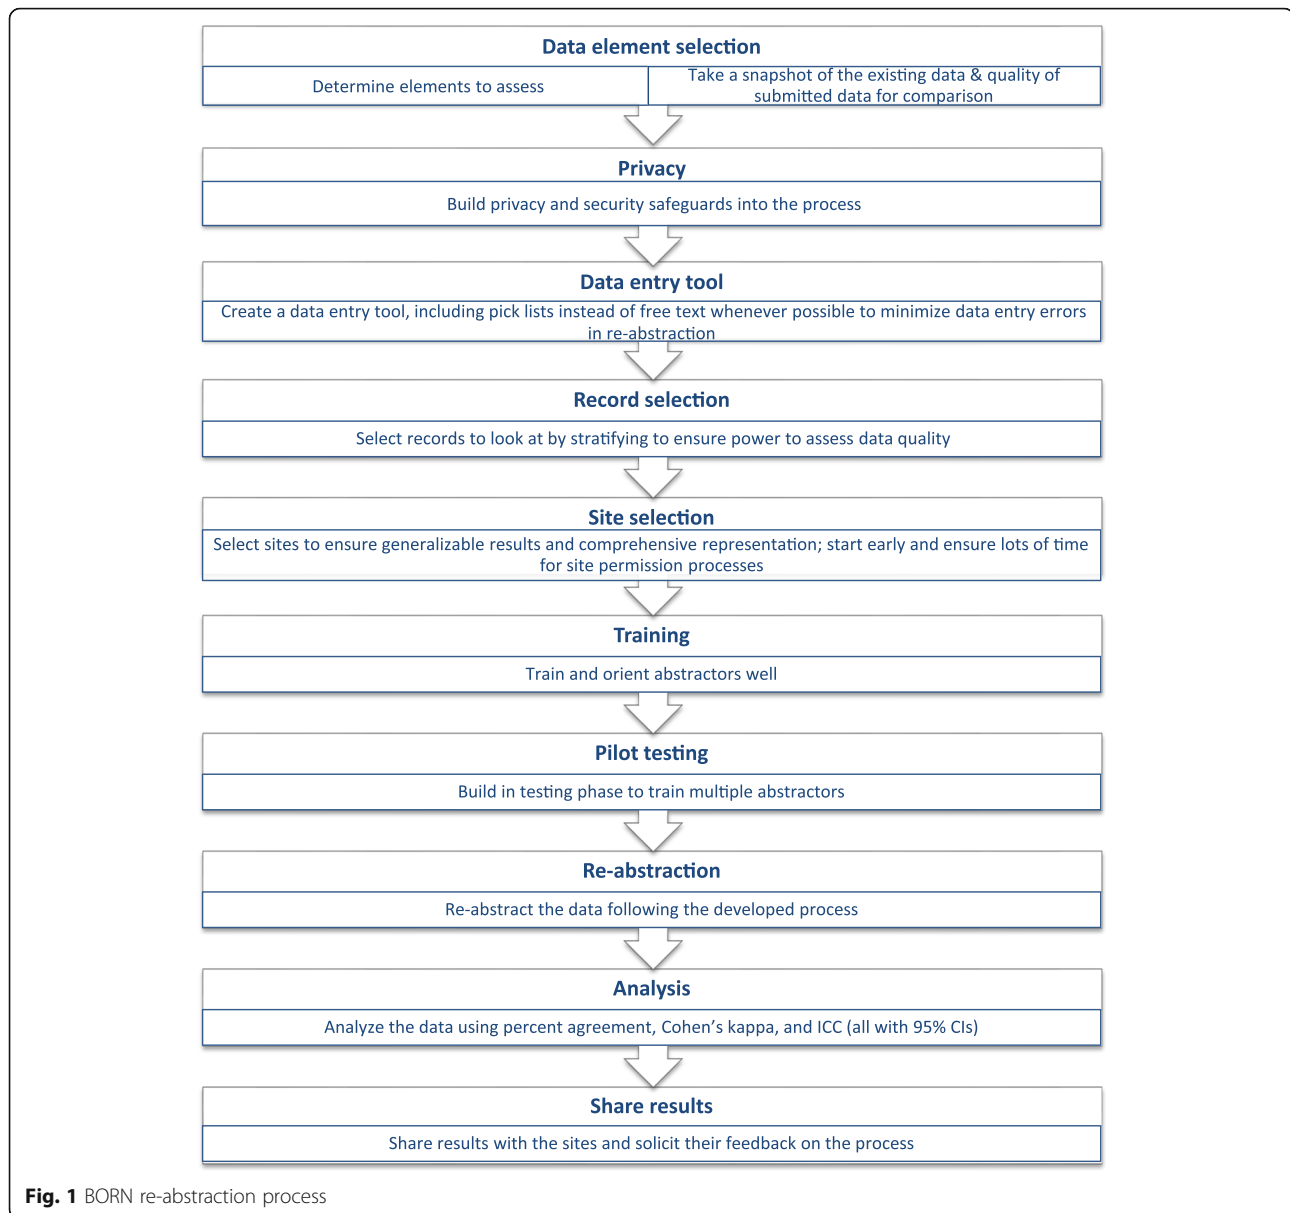 Data element selection
Determine elements to assess
Take a snapshot of the existing data & quality of
submitted data for comparison
Privacy
Build privacy and security safeguards into the process
Data entry tool
Create a data entry tool, including pick lists instead of free text whenever possible to minimize data entry errors
in re-abstraction
Record selection
Select records to look at by stratifying to ensure power to assess data quality
Site selection
Select sites to ensure generalizable results and comprehensive representation; start early and ensure lots of time
for site permission processes
Training
Train and orient abstractors well
Pilot testing
Build in testing phase to train multiple abstractors
Re-abstraction
Re-abstract the data following the developed process
Analysis
Analyze the data using percent agreement, Cohen’s kappa, and ICC (all with 95% CIs)
Share results
Share results with the sites and solicit their feedback on the process
Fig. 1 BORN re-abstraction process